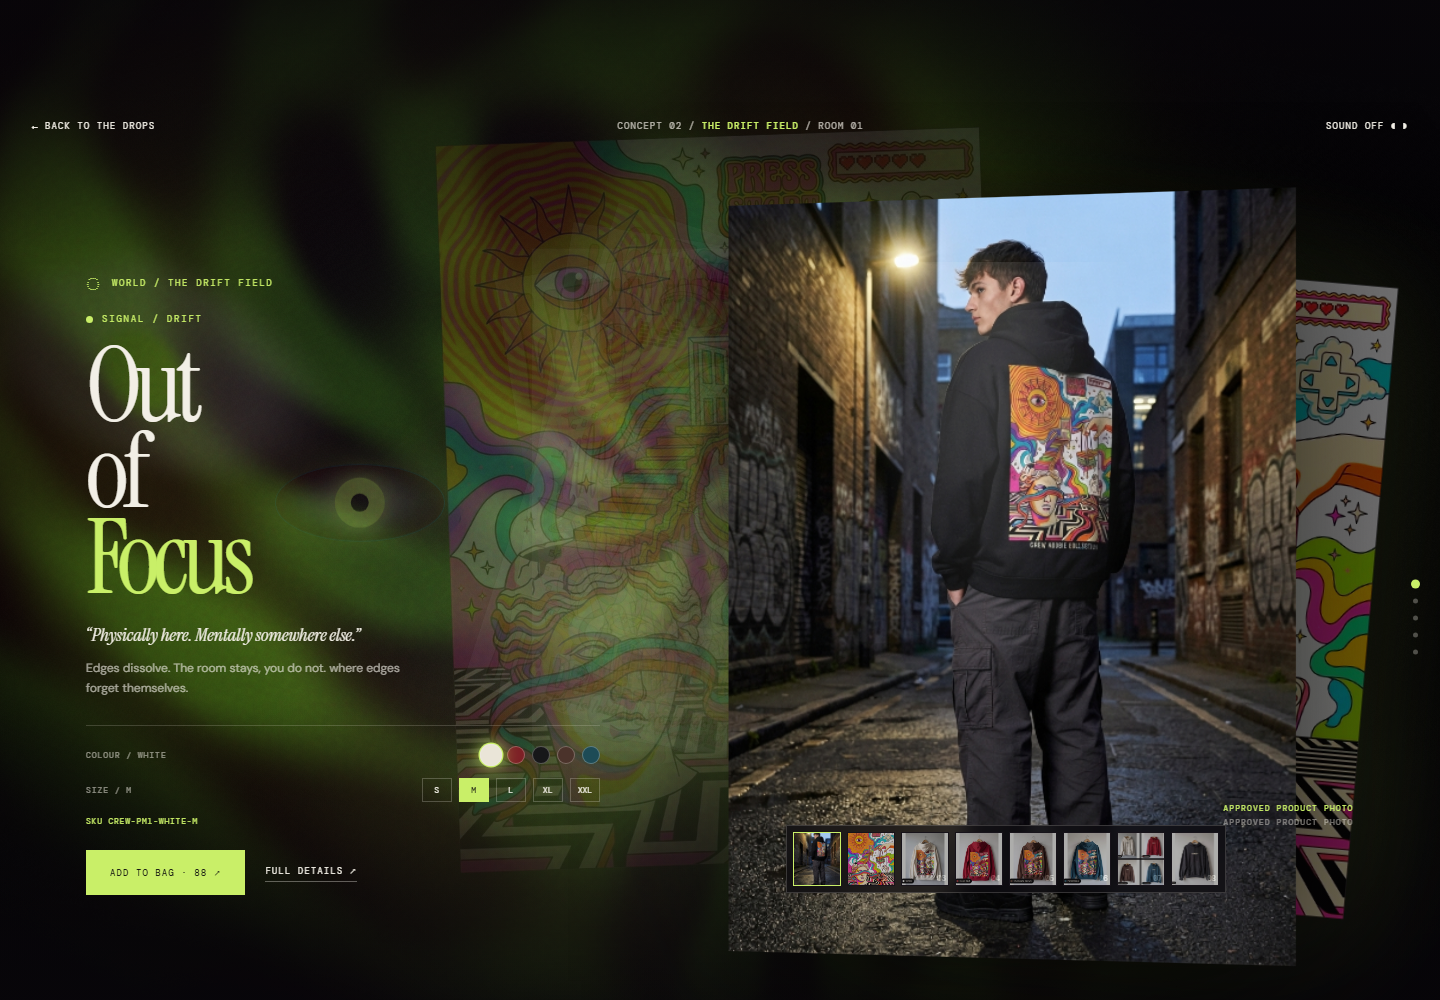 ← BACK TO THE DROPS
CONCEPT 02 / THE DRIFT FIELD / ROOM 01
SOUND OFF
PRESS
WORLD / THE DRIFT FIELD
SIGNAL / DRIFT
Out
of
Focus
“Physically here. Mentally somewhere else.”
Edges dissolve. The room stays, you do not. where edges
forget themselves.
COLOUR / WHITE
SIZE / M
S M L XL XXL
SKU CREW-PM1-WHITE-M
ADD TO BAG · 88 ↗
FULL DETAILS ↗
APPROVED PRODUCT PHOTO
APPROVED PRODUCT PHOTO